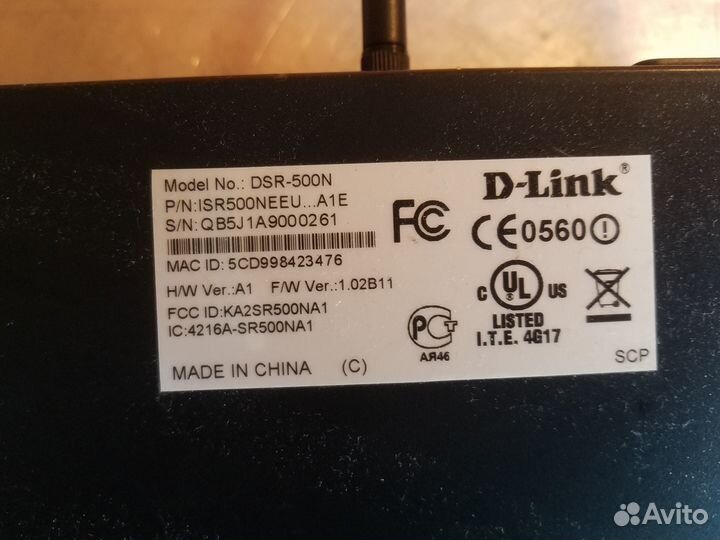 Model No.: DSR-500N
P/N:ISR500NEEU...A1E
S/N: QB5J1A9000261
MAC ID: 5CD998423476
H/W Ver.:A1 F/W Ver.:1.02B11
FCC ID:KA2SR500NA1
IC:4216A-SR500NA1
MADE IN CHINA (C)
D-Link®
FC CE0560
C UL® US
LISTED
I.T.E. 4G17
РСТ
АЯ46
SCP
Avito